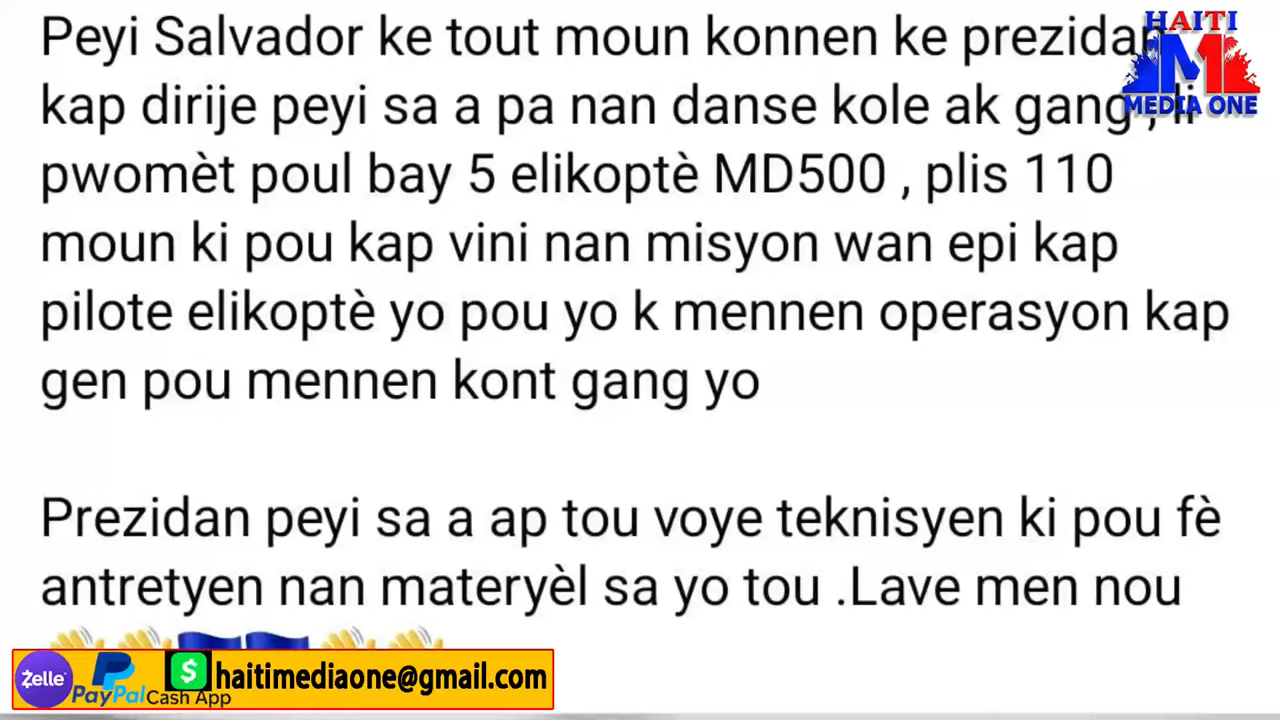 Peyi Salvador ke tout moun konnen ke prezidan
kap dirije peyi sa a pa nan danse kole ak gang , li
pwomèt poul bay 5 elikoptè MD500 , plis 110
moun ki pou kap vini nan misyon wan epi kap
pilote elikoptè yo pou yo k mennen operasyon kap
gen pou mennen kont gang yo
Prezidan peyi sa a ap tou voye teknisyen ki pou fè
antretyen nan materyèl sa yo tou .Lave men nou
HAITI
M
MEDIA ONE
Zelle
PayPal
$
Cash App
haitimediaone@gmail.com